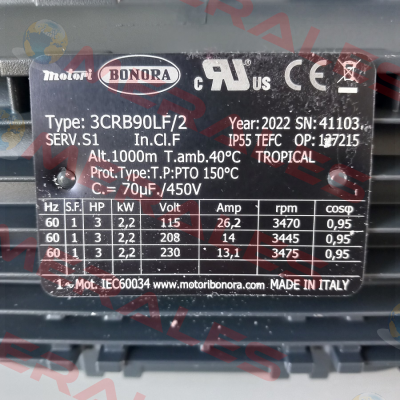 motori BONORA c UR US CE
Type: 3CRB90LF/2 Year: 2022 SN: 41103
SERV. S1 In.Cl.F IP55 TEFC OP: 127215
Alt.1000m T.amb.40°C TROPICAL
Prot.Type:T.P:PTO 150°C
C.= 70µF./450V
Hz S.F. HP kW Volt Amp rpm cosφ
60 1 3 2,2 115 26,2 3470 0,95
60 1 3 2,2 208 14 3445 0,95
60 1 3 2,2 230 13,1 3475 0,95
1~ Mot. IEC60034 www.motoribonora.com MADE IN ITALY